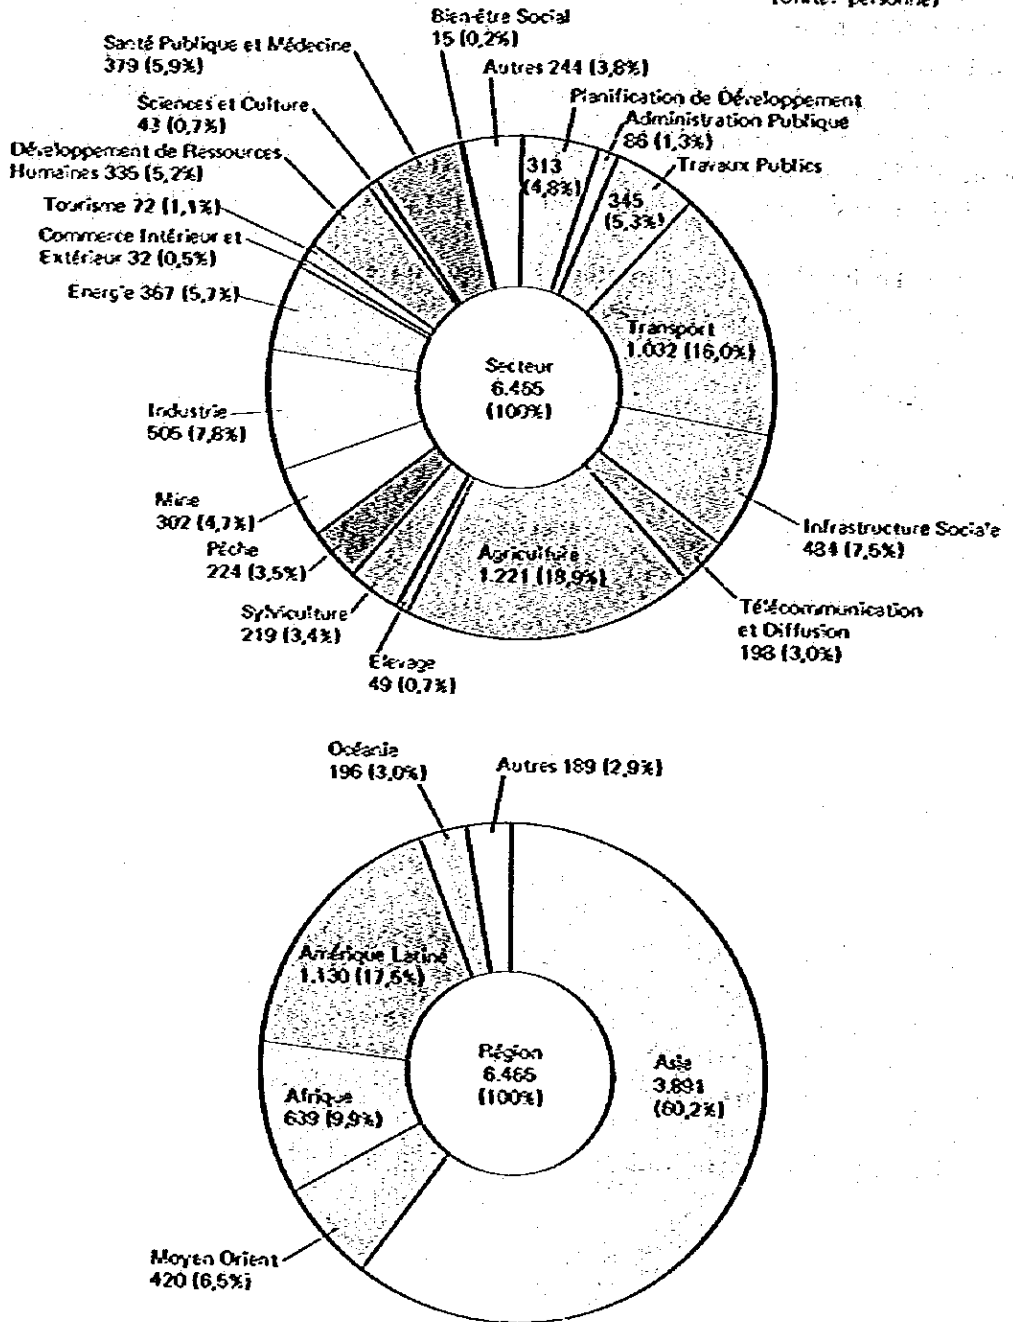 (Unité: personne)
Bien-être Social
15 (0,2%)
Santé Publique et Médecine
379 (5,9%)
Autres 244 (3,8%)
Sciences et Culture
43 (0,7%)
Planification de Développement
313
(4,8%)
Administration Publique
86 (1,3%)
Développement de Ressources
Humaines 335 (5,2%)
Travaux Publics
345
(5,3%)
Tourisme 72 (1,1%)
Commerce Intérieur et
Extérieur 32 (0,5%)
Energie 367 (5,7%)
Transport
1.032 (16,0%)
Secteur
6.465
(100%)
Industrie
505 (7,8%)
Mine
302 (4,7%)
Infrastructure Sociale
484 (7,5%)
Pêche
224 (3,5%)
Agriculture
1.221 (18,9%)
Sylviculture
219 (3,4%)
Télécommunication
et Diffusion
198 (3,0%)
Elevage
49 (0,7%)
Océanie
196 (3,0%)
Autres 189 (2,9%)
Amérique Latine
1.130 (17,5%)
Région
6.465
(100%)
Asie
3.891
(60,2%)
Afrique
639 (9,9%)
Moyen Orient
420 (6,5%)